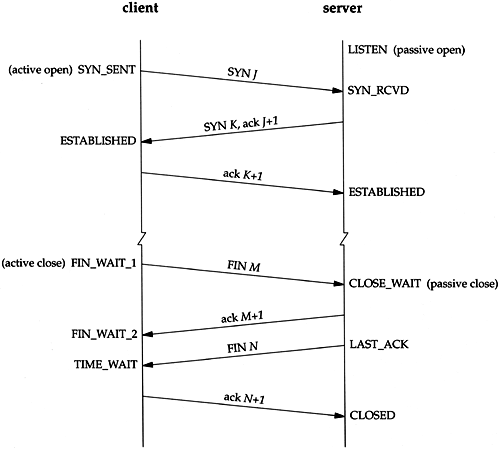 client server
LISTEN (passive open)
(active open) SYN_SENT
SYN J
SYN_RCVD
SYN K, ack J+1
ESTABLISHED
ack K+1
ESTABLISHED
(active close) FIN_WAIT_1
FIN M
CLOSE_WAIT (passive close)
ack M+1
FIN_WAIT_2
FIN N
LAST_ACK
TIME_WAIT
ack N+1
CLOSED